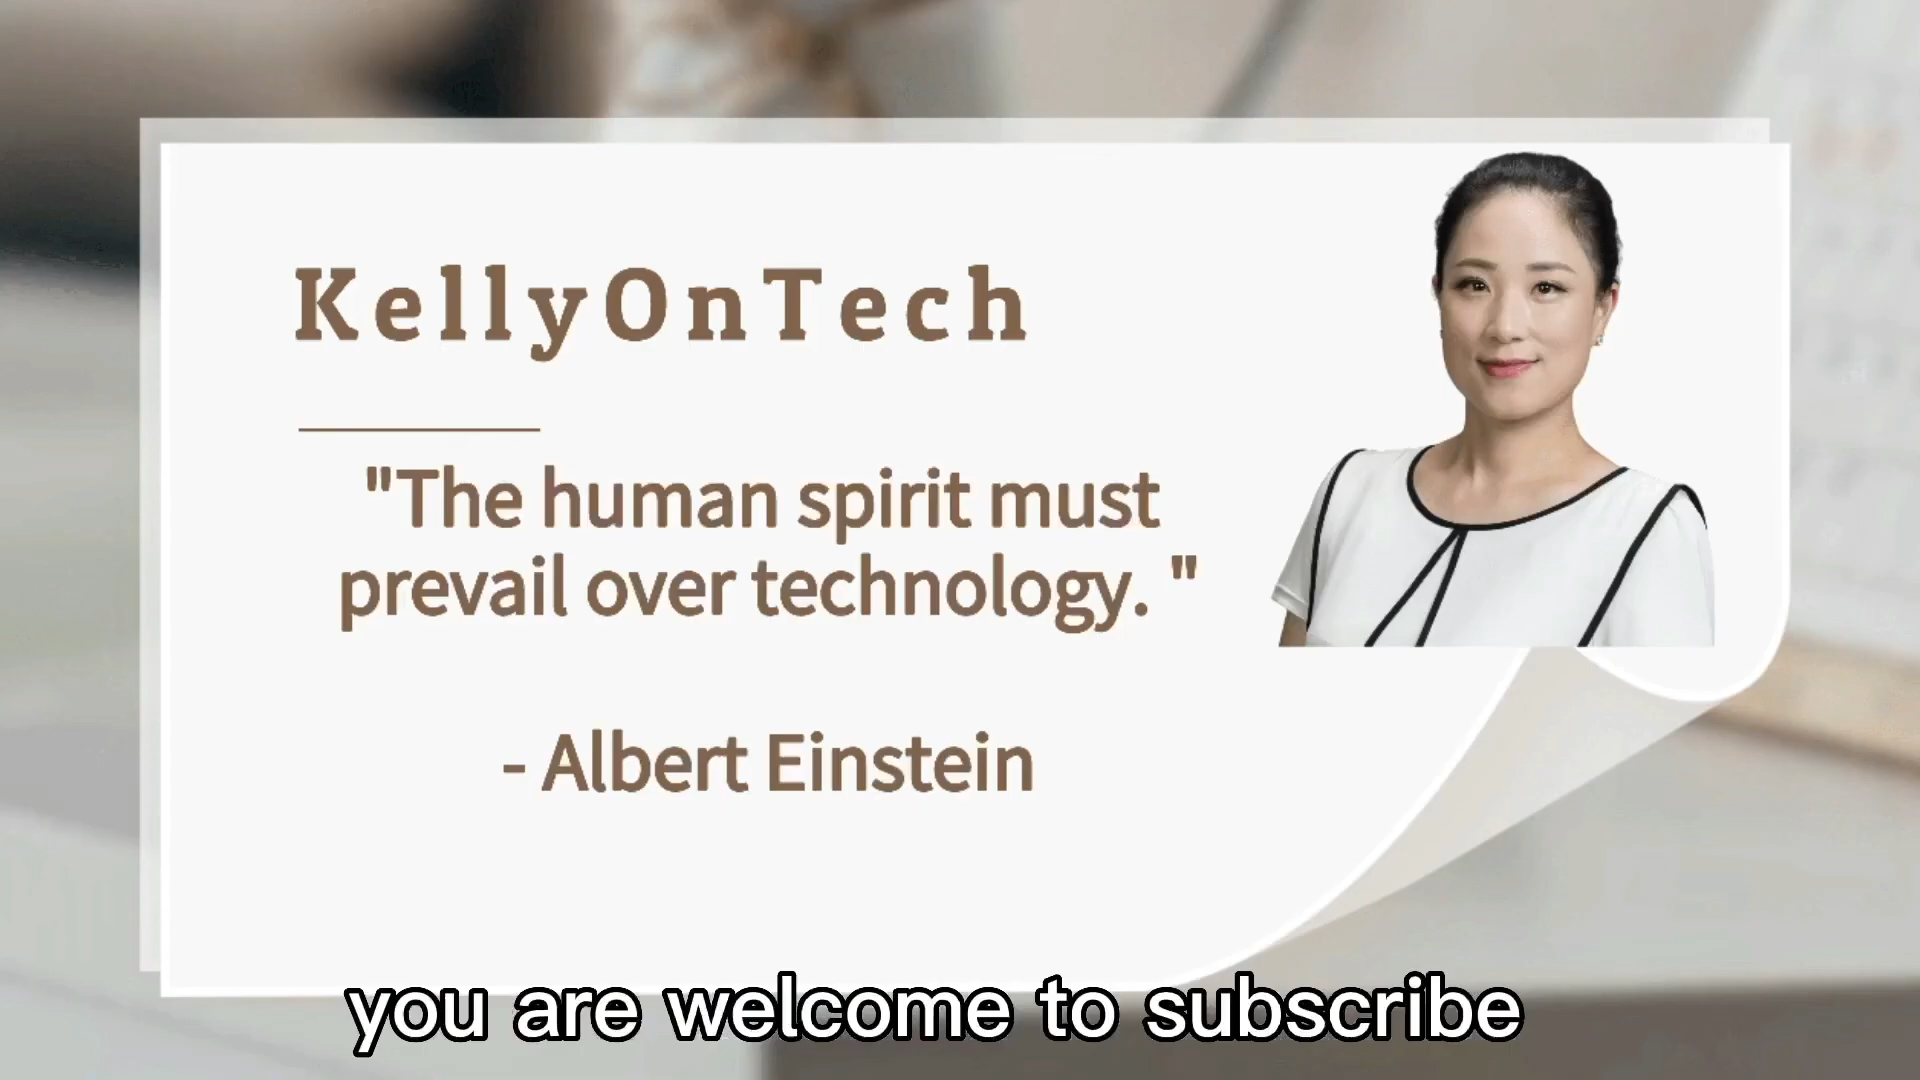 KellyOnTech
"The human spirit must
prevail over technology. "
- Albert Einstein
you are welcome to subscribe